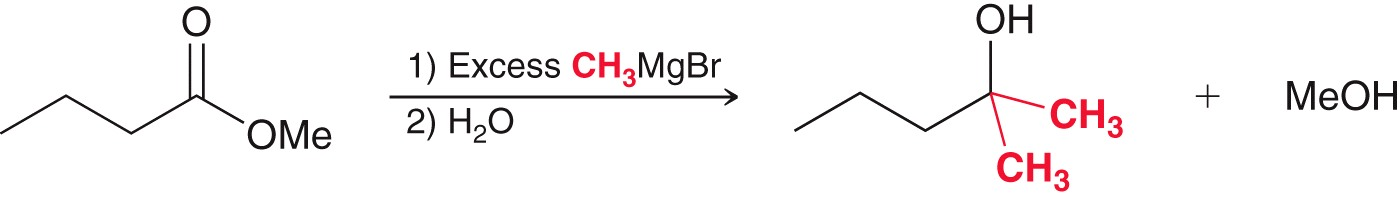 O
OMe
1) Excess CH₃MgBr
2) H₂O
OH
CH₃
CH₃
+
MeOH